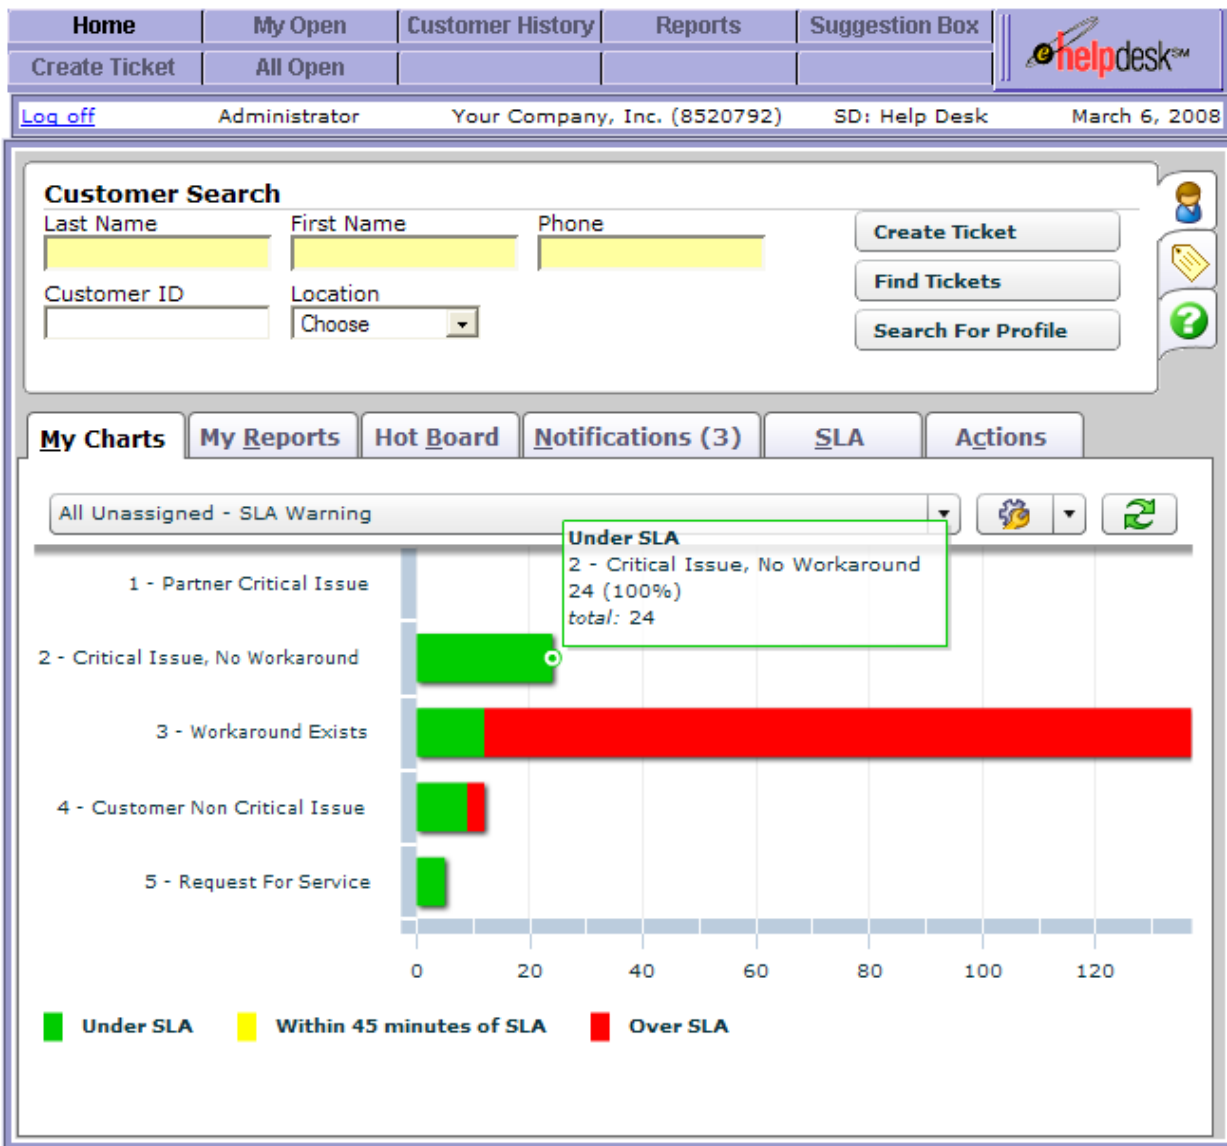 Home My Open Customer History Reports Suggestion Box
Create Ticket All Open
ehelpdesk℠
Log off Administrator Your Company, Inc. (8520792) SD: Help Desk March 6, 2008
Customer Search
Last Name First Name Phone
Create Ticket
Find Tickets
Customer ID Location
Choose
Search For Profile
My Charts My Reports Hot Board Notifications (3) SLA Actions
All Unassigned - SLA Warning
Under SLA
2 - Critical Issue, No Workaround
24 (100%)
total: 24
1 - Partner Critical Issue
2 - Critical Issue, No Workaround
3 - Workaround Exists
4 - Customer Non Critical Issue
5 - Request For Service
0 20 40 60 80 100 120
Under SLA Within 45 minutes of SLA Over SLA